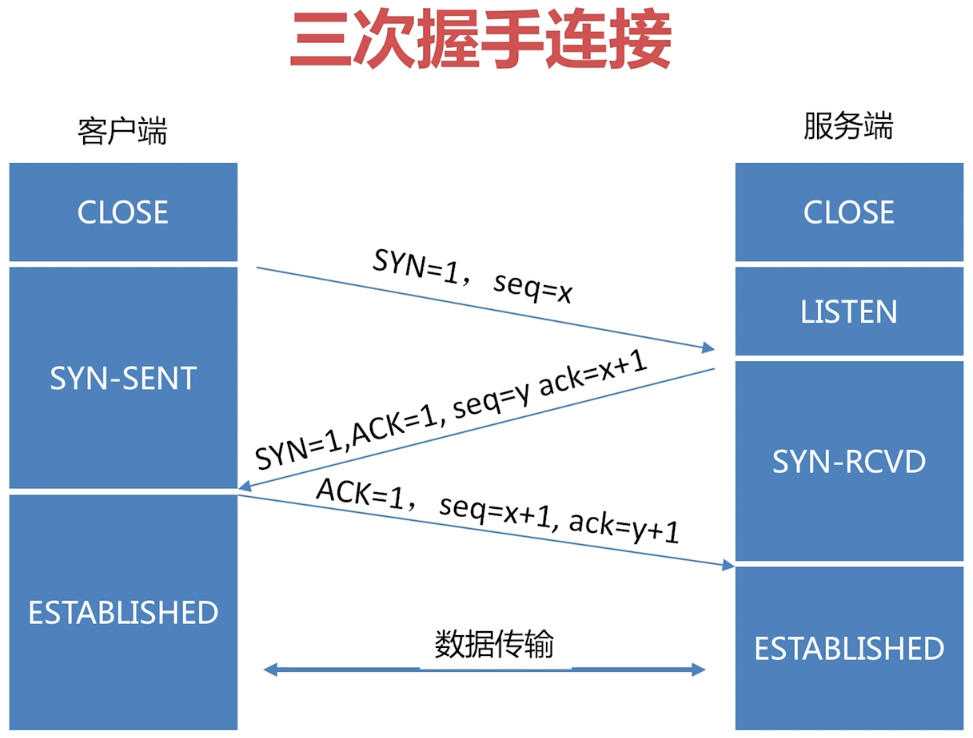 三次握手连接
客户端
服务端
CLOSE
CLOSE
SYN=1，seq=x
LISTEN
SYN-SENT
SYN=1,ACK=1, seq=y ack=x+1
SYN-RCVD
ACK=1，seq=x+1, ack=y+1
ESTABLISHED
数据传输
ESTABLISHED